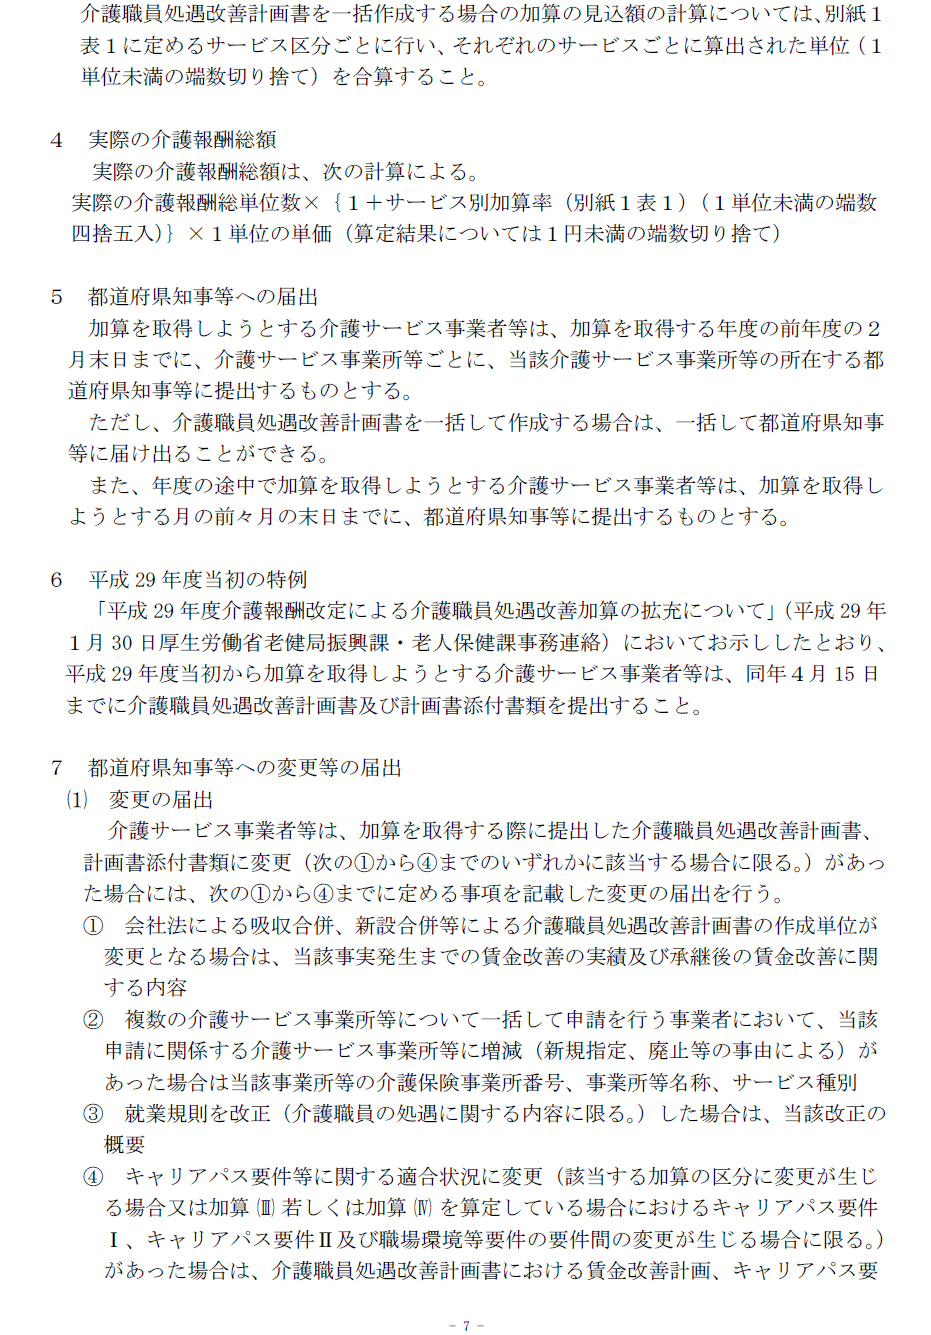 介護職員処遇改善計画書を一括作成する場合の加算の見込額の計算については、別紙１
表１に定めるサービス区分ごとに行い、それぞれのサービスごとに算出された単位（１
単位未満の端数切り捨て）を合算すること。
４　実際の介護報酬総額
実際の介護報酬総額は、次の計算による。
実際の介護報酬総単位数×｛１＋サービス別加算率（別紙１表１）（１単位未満の端数
四捨五入）｝×１単位の単価（算定結果については１円未満の端数切り捨て）
５　都道府県知事等への届出
加算を取得しようとする介護サービス事業者等は、加算を取得する年度の前年度の２
月末日までに、介護サービス事業所等ごとに、当該介護サービス事業所等の所在する都
道府県知事等に提出するものとする。
ただし、介護職員処遇改善計画書を一括して作成する場合は、一括して都道府県知事
等に届け出ることができる。
また、年度の途中で加算を取得しようとする介護サービス事業者等は、加算を取得し
ようとする月の前々月の末日までに、都道府県知事等に提出するものとする。
６　平成 29 年度当初の特例
「平成 29 年度介護報酬改定による介護職員処遇改善加算の拡充について」（平成 29 年
１月 30 日厚生労働省老健局振興課・老人保健課事務連絡）においてお示ししたとおり、
平成 29 年度当初から加算を取得しようとする介護サービス事業者等は、同年４月 15 日
までに介護職員処遇改善計画書及び計画書添付書類を提出すること。
７　都道府県知事等への変更等の届出
⑴　変更の届出
介護サービス事業者等は、加算を取得する際に提出した介護職員処遇改善計画書、
計画書添付書類に変更（次の①から④までのいずれかに該当する場合に限る。）があっ
た場合には、次の①から④までに定める事項を記載した変更の届出を行う。
①　会社法による吸収合併、新設合併等による介護職員処遇改善計画書の作成単位が
変更となる場合は、当該事実発生までの賃金改善の実績及び承継後の賃金改善に関
する内容
②　複数の介護サービス事業所等について一括して申請を行う事業者において、当該
申請に関係する介護サービス事業所等に増減（新規指定、廃止等の事由による）が
あった場合は当該事業所等の介護保険事業所番号、事業所等名称、サービス種別
③　就業規則を改正（介護職員の処遇に関する内容に限る。）した場合は、当該改正の
概要
④　キャリアパス要件等に関する適合状況に変更（該当する加算の区分に変更が生じ
る場合又は加算(Ⅲ)若しくは加算(Ⅳ)を算定している場合におけるキャリアパス要件
Ⅰ、キャリアパス要件Ⅱ及び職場環境等要件の要件間の変更が生じる場合に限る。）
があった場合は、介護職員処遇改善計画書における賃金改善計画、キャリアパス要
- 7 -